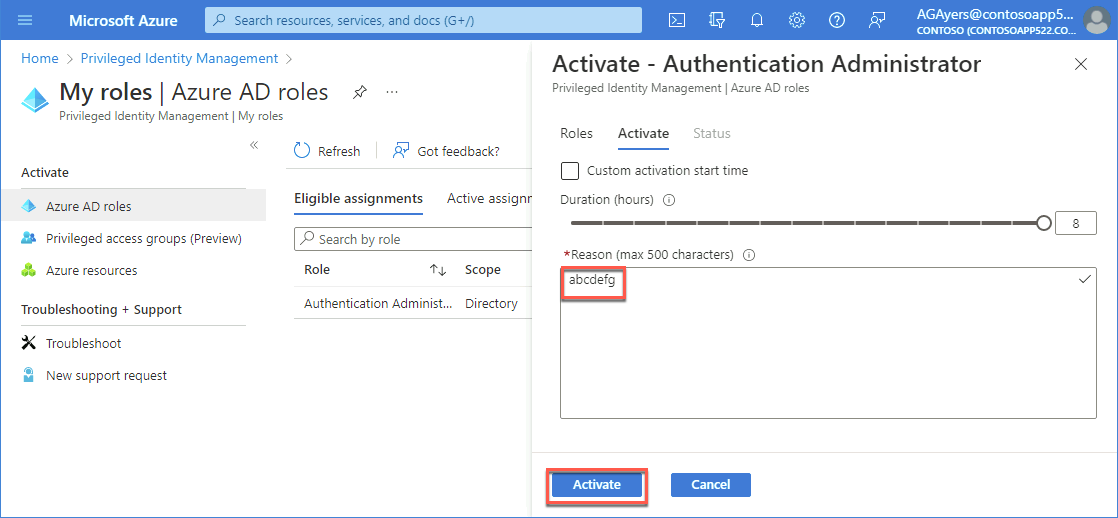 Microsoft Azure
Search resources, services, and docs (G+/)
AGAyers@contosoapp5...
CONTOSO (CONTOSOAPP522.CO...
Home > Privileged Identity Management >
My roles | Azure AD roles
Privileged Identity Management | My roles
Activate
Azure AD roles
Privileged access groups (Preview)
Azure resources
Troubleshooting + Support
Troubleshoot
New support request
Refresh
Got feedback?
Eligible assignments
Active assignn
Search by role
Role
Scope
Authentication Administ...
Directory
Activate - Authentication Administrator
Privileged Identity Management | Azure AD roles
Roles
Activate
Status
Custom activation start time
Duration (hours)
8
*Reason (max 500 characters)
abcdefg
Activate
Cancel